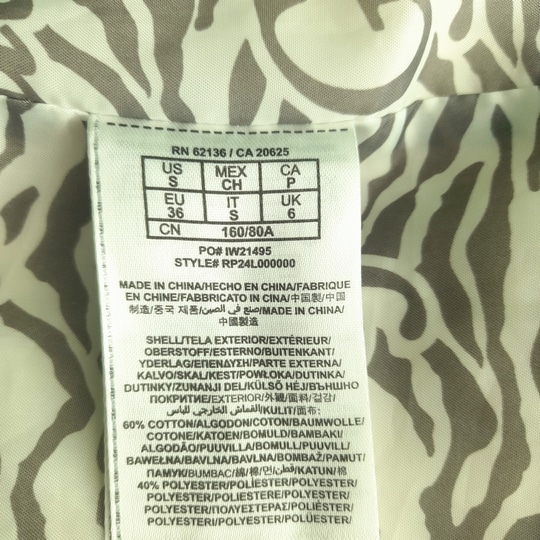 RN 62136 / CA 20625
US S MEX CH CA P
EU 36 IT S UK 6
CN 160/80A
PO# IW21495
STYLE# RP24L000000
MADE IN CHINA/HECHO EN CHINA/FABRIQUE
EN CHINE/FABBRICATO IN CINA/中国製/中国
制造/중국 제품/صنع في الصين/MADE IN CHINA/
中國製造
SHELL/TELA EXTERIOR/EXTÉRIEUR/
OBERSTOFF/ESTERNO/BUITENKANT/
YDERLAG/ΕΠΕΝΔΥΣΗ/PARTE EXTERNA/
KALVO/SKAL/KEST/POWŁOKA/DUTINKA/
DUTINKY/ZUNANJI DEL/KÜLSŐ HÉJ/ВЪНШНО
ПОКРИТИЕ/EXTERIOR/外観/面料/겉감/
القماش الخارجي للباس/KULIT/面布:
60% COTTON/ALGODÓN/COTON/BAUMWOLLE/
COTONE/KATOEN/BOMULD/ΒΑΜΒΑΚΙ/
ALGODÃO/PUUVILLA/BOMULL/PUUVILL/
BAWEŁNA/BAVLNA/BAVLNA/BOMBAŽ/PAMUT/
ПАМУК/BUMBAC/綿/棉/면/قطن/KATUN/棉
40% POLYESTER/POLIÉSTER/POLYESTER/
POLYESTER/POLIESTERE/POLYESTER/
POLYESTER/ΠΟΛΥΕΣΤΕΡΑΣ/POLIÉSTER/
POLYESTERI/POLYESTER/POLÜESTER/